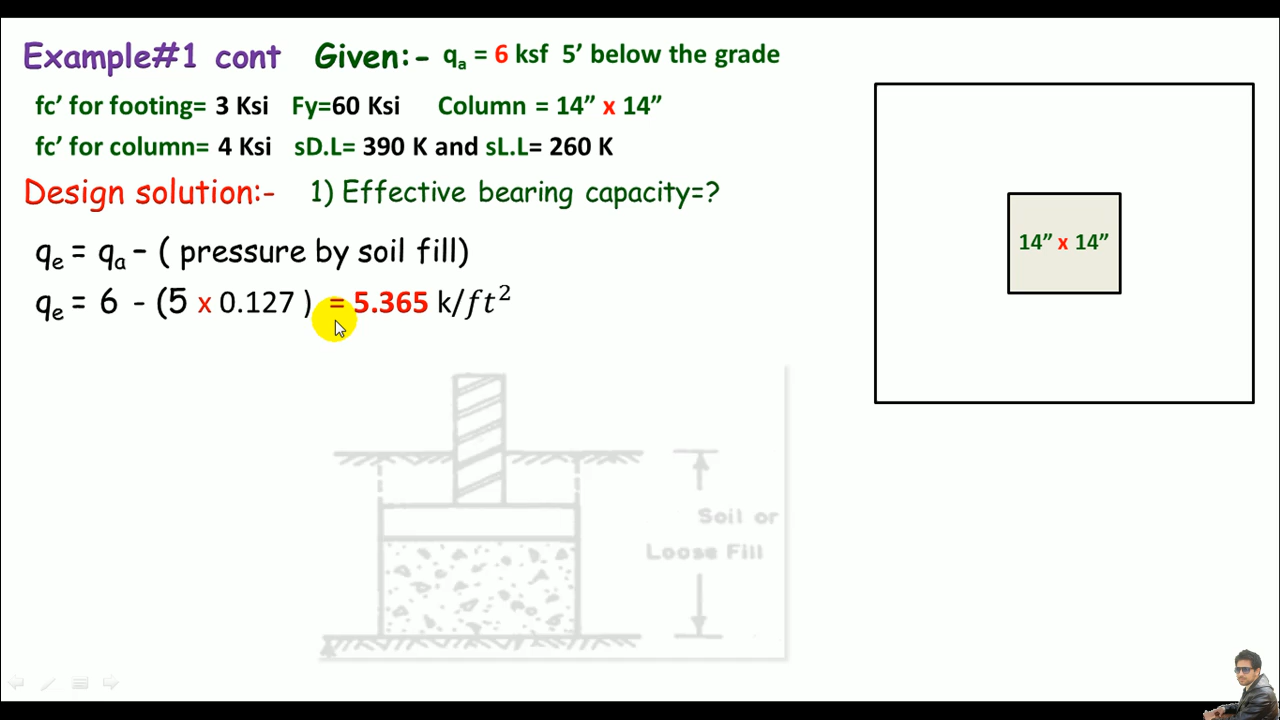 Example#1 cont Given:- qₐ = 6 ksf 5’ below the grade
fc’ for footing= 3 Ksi Fy=60 Ksi Column = 14” x 14”
fc’ for column= 4 Ksi sD.L= 390 K and sL.L= 260 K
Design solution:- 1) Effective bearing capacity=?
qₑ = qₐ - ( pressure by soil fill)
qₑ = 6 - (5 x 0.127 ) = 5.365 k/ft²
14” x 14”
Soil or
Loose Fill